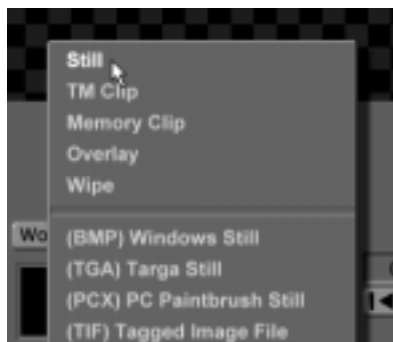 Still
TM Clip
Memory Clip
Overlay
Wipe
Wo
(BMP) Windows Still
(TGA) Targa Still
(PCX) PC Paintbrush Still
(TIF) Tagged Image File